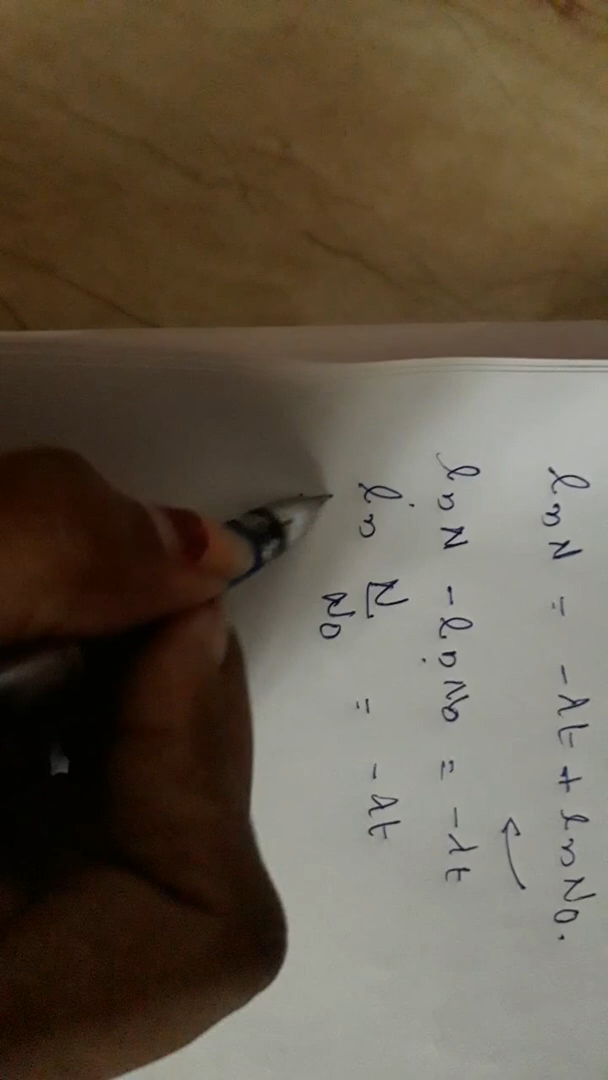 ln N = -λt + ln N₀.
ln N - ln N₀ = -λt
ln N/N₀ = -λt